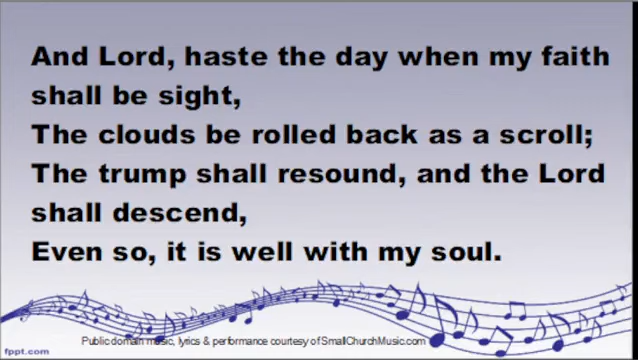 And Lord, haste the day when my faith
shall be sight,
The clouds be rolled back as a scroll;
The trump shall resound, and the Lord
shall descend,
Even so, it is well with my soul.
Public domain music, lyrics & performance courtesy of SmallChurchMusic.com
fppt.com